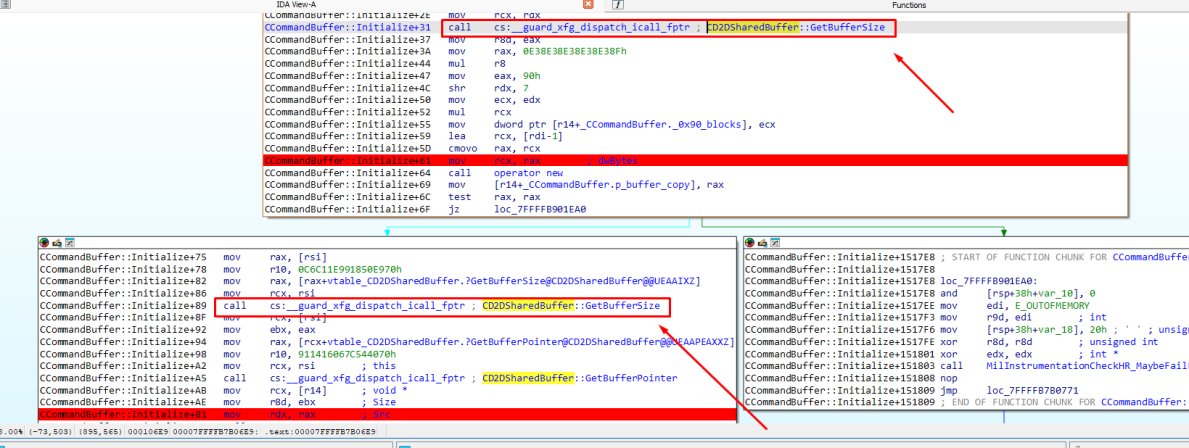 IDA View-A
Functions
CCommandBuffer::Initialize+2E mov rcx, rdx
CCommandBuffer::Initialize+31 call cs:__guard_xfg_dispatch_icall_fptr ; CD2DSharedBuffer::GetBufferSize
CCommandBuffer::Initialize+37 mov r8d, eax
CCommandBuffer::Initialize+3A mov rax, 0E38E38E38E38E38Fh
CCommandBuffer::Initialize+44 mul r8
CCommandBuffer::Initialize+47 mov eax, 90h
CCommandBuffer::Initialize+4C shr rdx, 7
CCommandBuffer::Initialize+50 mov ecx, edx
CCommandBuffer::Initialize+52 mul rcx
CCommandBuffer::Initialize+55 mov dword ptr [r14+_CCommandBuffer._0x90_blocks], ecx
CCommandBuffer::Initialize+59 lea rcx, [rdi-1]
CCommandBuffer::Initialize+5D cmovo rax, rcx
CCommandBuffer::Initialize+61 mov rcx, rax ; dwBytes
CCommandBuffer::Initialize+64 call operator new
CCommandBuffer::Initialize+69 mov [r14+_CCommandBuffer.p_buffer_copy], rax
CCommandBuffer::Initialize+6C test rax, rax
CCommandBuffer::Initialize+6F jz loc_7FFFFB901EA0
CCommandBuffer::Initialize+75 mov rax, [rsi]
CCommandBuffer::Initialize+78 mov r10, 0C6C11E991850E970h
CCommandBuffer::Initialize+82 mov rax, [rax+vtable_CD2DSharedBuffer.?GetBufferSize@CD2DSharedBuffer@@UEAAIXZ]
CCommandBuffer::Initialize+86 mov rcx, rsi
CCommandBuffer::Initialize+89 call cs:__guard_xfg_dispatch_icall_fptr ; CD2DSharedBuffer::GetBufferSize
CCommandBuffer::Initialize+8F mov rcx, [rsi]
CCommandBuffer::Initialize+92 mov ebx, eax
CCommandBuffer::Initialize+94 mov rax, [rcx+vtable_CD2DSharedBuffer.?GetBufferPointer@CD2DSharedBuffer@@UEAAPEAXXZ]
CCommandBuffer::Initialize+98 mov r10, 911416067C544070h
CCommandBuffer::Initialize+A2 mov rcx, rsi ; this
CCommandBuffer::Initialize+A5 call cs:__guard_xfg_dispatch_icall_fptr ; CD2DSharedBuffer::GetBufferPointer
CCommandBuffer::Initialize+AB mov rcx, [r14] ; void *
CCommandBuffer::Initialize+AE mov r8d, ebx ; Size
CCommandBuffer::Initialize+B1 mov rdx, rax ; Src
CCommandBuffer::Initialize+1517E8 ; START OF FUNCTION CHUNK FOR CCommandBuffer
CCommandBuffer::Initialize+1517E8
CCommandBuffer::Initialize+1517E8 loc_7FFFFB901EA0:
CCommandBuffer::Initialize+1517E8 and [rsp+38h+var_10], 0
CCommandBuffer::Initialize+1517EE mov edi, E_OUTOFMEMORY
CCommandBuffer::Initialize+1517F3 mov r9d, edi ; int
CCommandBuffer::Initialize+1517F6 mov [rsp+38h+var_18], 20h ; ' ' ; unsigned
CCommandBuffer::Initialize+1517FE xor r8d, r8d ; unsigned int
CCommandBuffer::Initialize+151801 xor edx, edx ; int *
CCommandBuffer::Initialize+151803 call MilInstrumentationCheckHR_MaybeFail
CCommandBuffer::Initialize+151808 nop
CCommandBuffer::Initialize+151809 jmp loc_7FFFFB7B0771
CCommandBuffer::Initialize+151809 ; END OF FUNCTION CHUNK FOR CCommandBuffer::
(-73,503) (895,565) 000106E9 00007FFFFB7B06E9: .text:00007FFFFB7B06E9